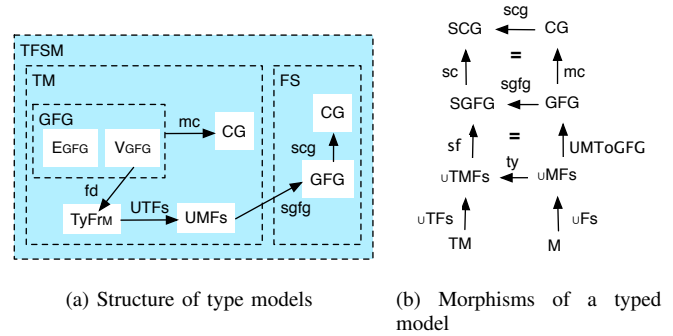 TFSM
TM
FS
GFG
EGFG
VGFG
mc
CG
CG
scg
GFG
fd
TyFrM
UTFs
UMFs
sgfg
(a) Structure of type models
scg
SCG
CG
=
sc
mc
sgfg
SGFG
GFG
=
sf
UMToGFG
ty
∪TMFs
∪MFs
∪TFs
∪Fs
TM
M
(b) Morphisms of a typed
model